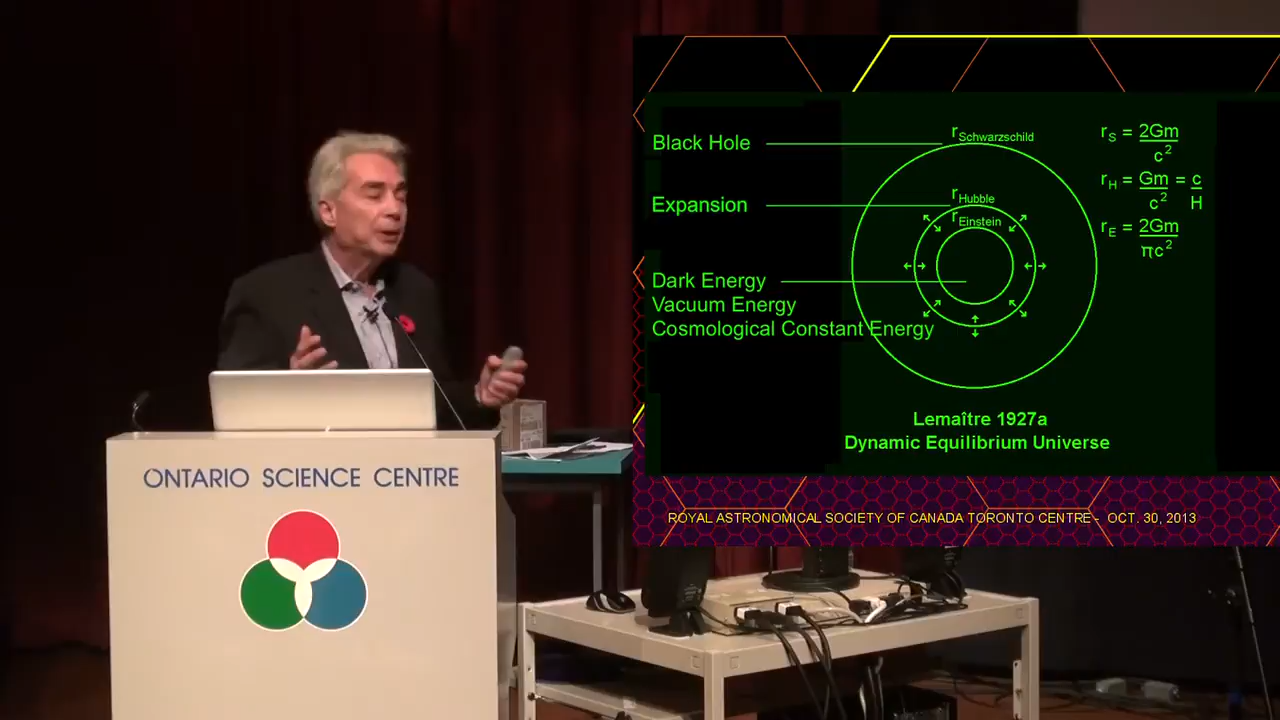 ONTARIO SCIENCE CENTRE
Black Hole
Expansion
Dark Energy
Vacuum Energy
Cosmological Constant Energy
rSchwarzschild
rHubble
rEinstein
rS = 2Gm
c2
rH = Gm = c
c2 H
rE = 2Gm
πc2
Lemaître 1927a
Dynamic Equilibrium Universe
ROYAL ASTRONOMICAL SOCIETY OF CANADA TORONTO CENTRE - OCT. 30, 2013